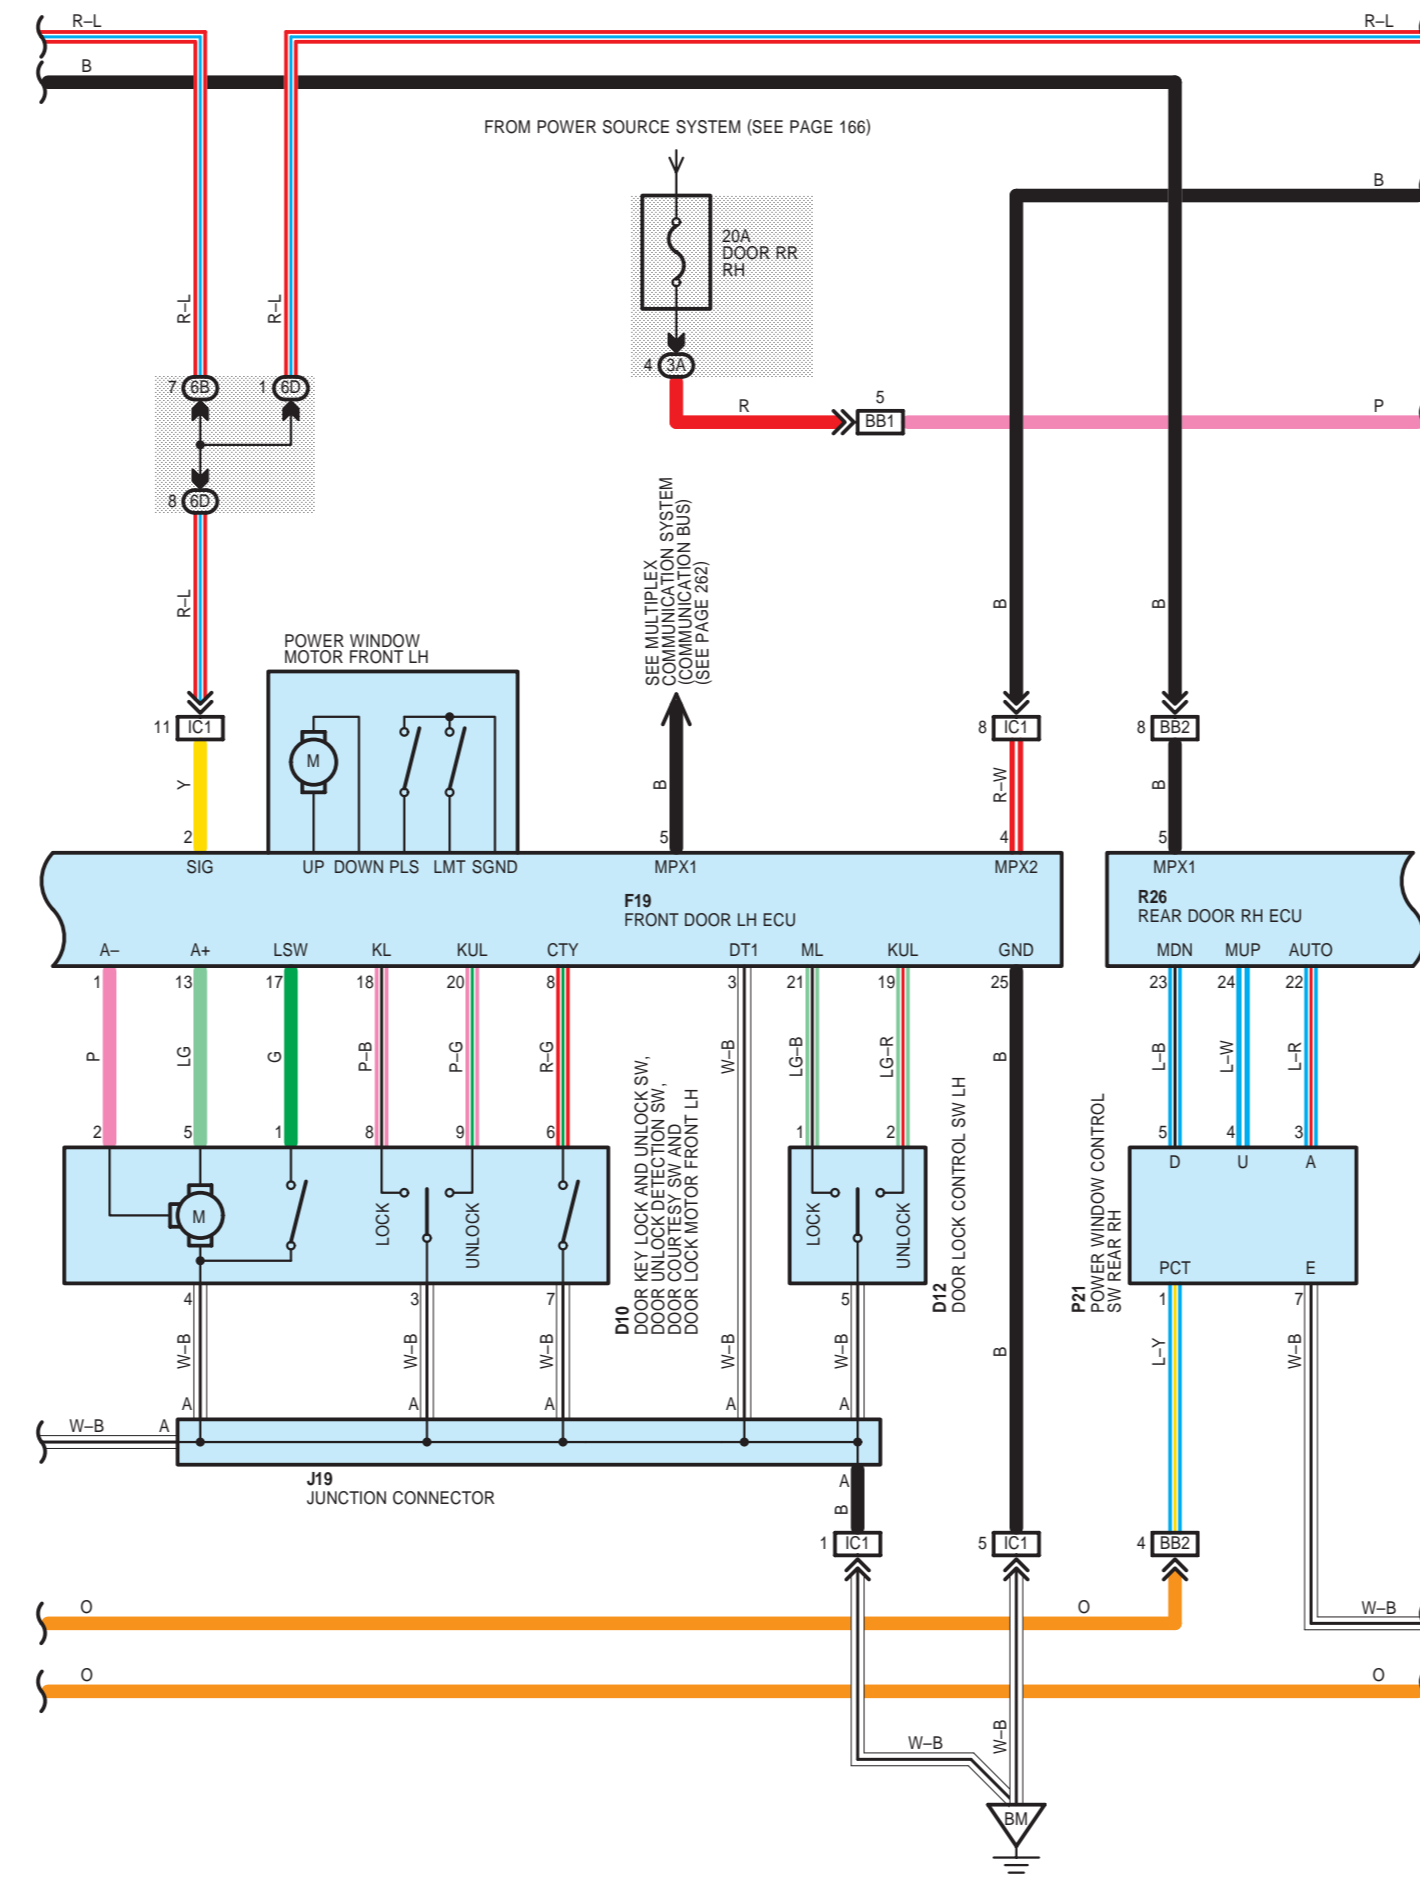 R–L
R–L
B
FROM POWER SOURCE SYSTEM (SEE PAGE 166)
B
20A
DOOR RR
RH
R–L
R–L
4 3A
7 6B
1 6D
R
5
BB1
P
8 6D
SEE MULTIPLEX
COMMUNICATION SYSTEM
(COMMUNICATION BUS)
(SEE PAGE 262)
R–L
B
B
POWER WINDOW
MOTOR FRONT LH
11 IC1
8 IC1
8 BB2
M
Y
B
R–W
B
2
5
4
5
SIG
UP DOWN PLS LMT SGND
MPX1
MPX2
MPX1
F19
FRONT DOOR LH ECU
R26
REAR DOOR RH ECU
A–
A+
LSW
KL
KUL
CTY
DT1
ML
KUL
GND
MDN
MUP
AUTO
1
13
17
18
20
8
3
21
19
25
23
24
22
P
LG
G
P–B
P–G
R–G
W–B
LG–B
LG–R
B
L–B
L–W
L–R
2
5
1
8
9
6
1
2
5
4
3
D
U
A
M
LOCK
UNLOCK
LOCK
UNLOCK
D10
DOOR KEY LOCK AND UNLOCK SW,
DOOR UNLOCK DETECTION SW,
DOOR COURTESY SW AND
DOOR LOCK MOTOR FRONT LH
D12
DOOR LOCK CONTROL SW LH
P21
POWER WINDOW CONTROL
SW REAR RH
PCT
E
4
3
7
5
1
7
W–B
W–B
W–B
W–B
W–B
B
L–Y
W–B
A
A
A
A
A
W–B
A
J19
JUNCTION CONNECTOR
A
B
1 IC1
5 IC1
4 BB2
O
O
W–B
O
O
W–B
W–B
BM